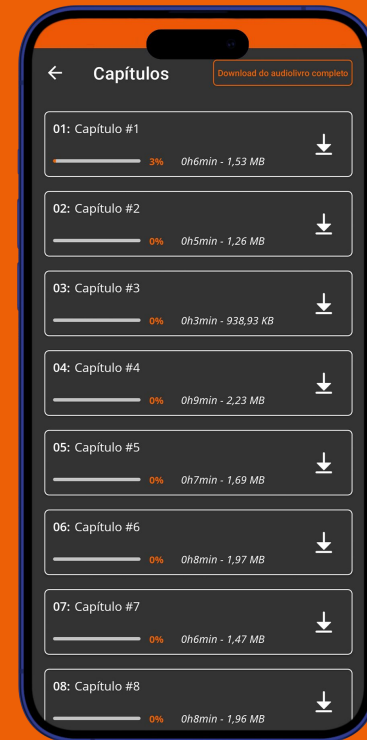 Capítulos
Download do audiolivro completo
01: Capítulo #1
3% 0h6min - 1,53 MB
02: Capítulo #2
0% 0h5min - 1,26 MB
03: Capítulo #3
0% 0h3min - 938,93 KB
04: Capítulo #4
0% 0h9min - 2,23 MB
05: Capítulo #5
0% 0h7min - 1,69 MB
06: Capítulo #6
0% 0h8min - 1,97 MB
07: Capítulo #7
0% 0h6min - 1,47 MB
08: Capítulo #8
0% 0h8min - 1,96 MB